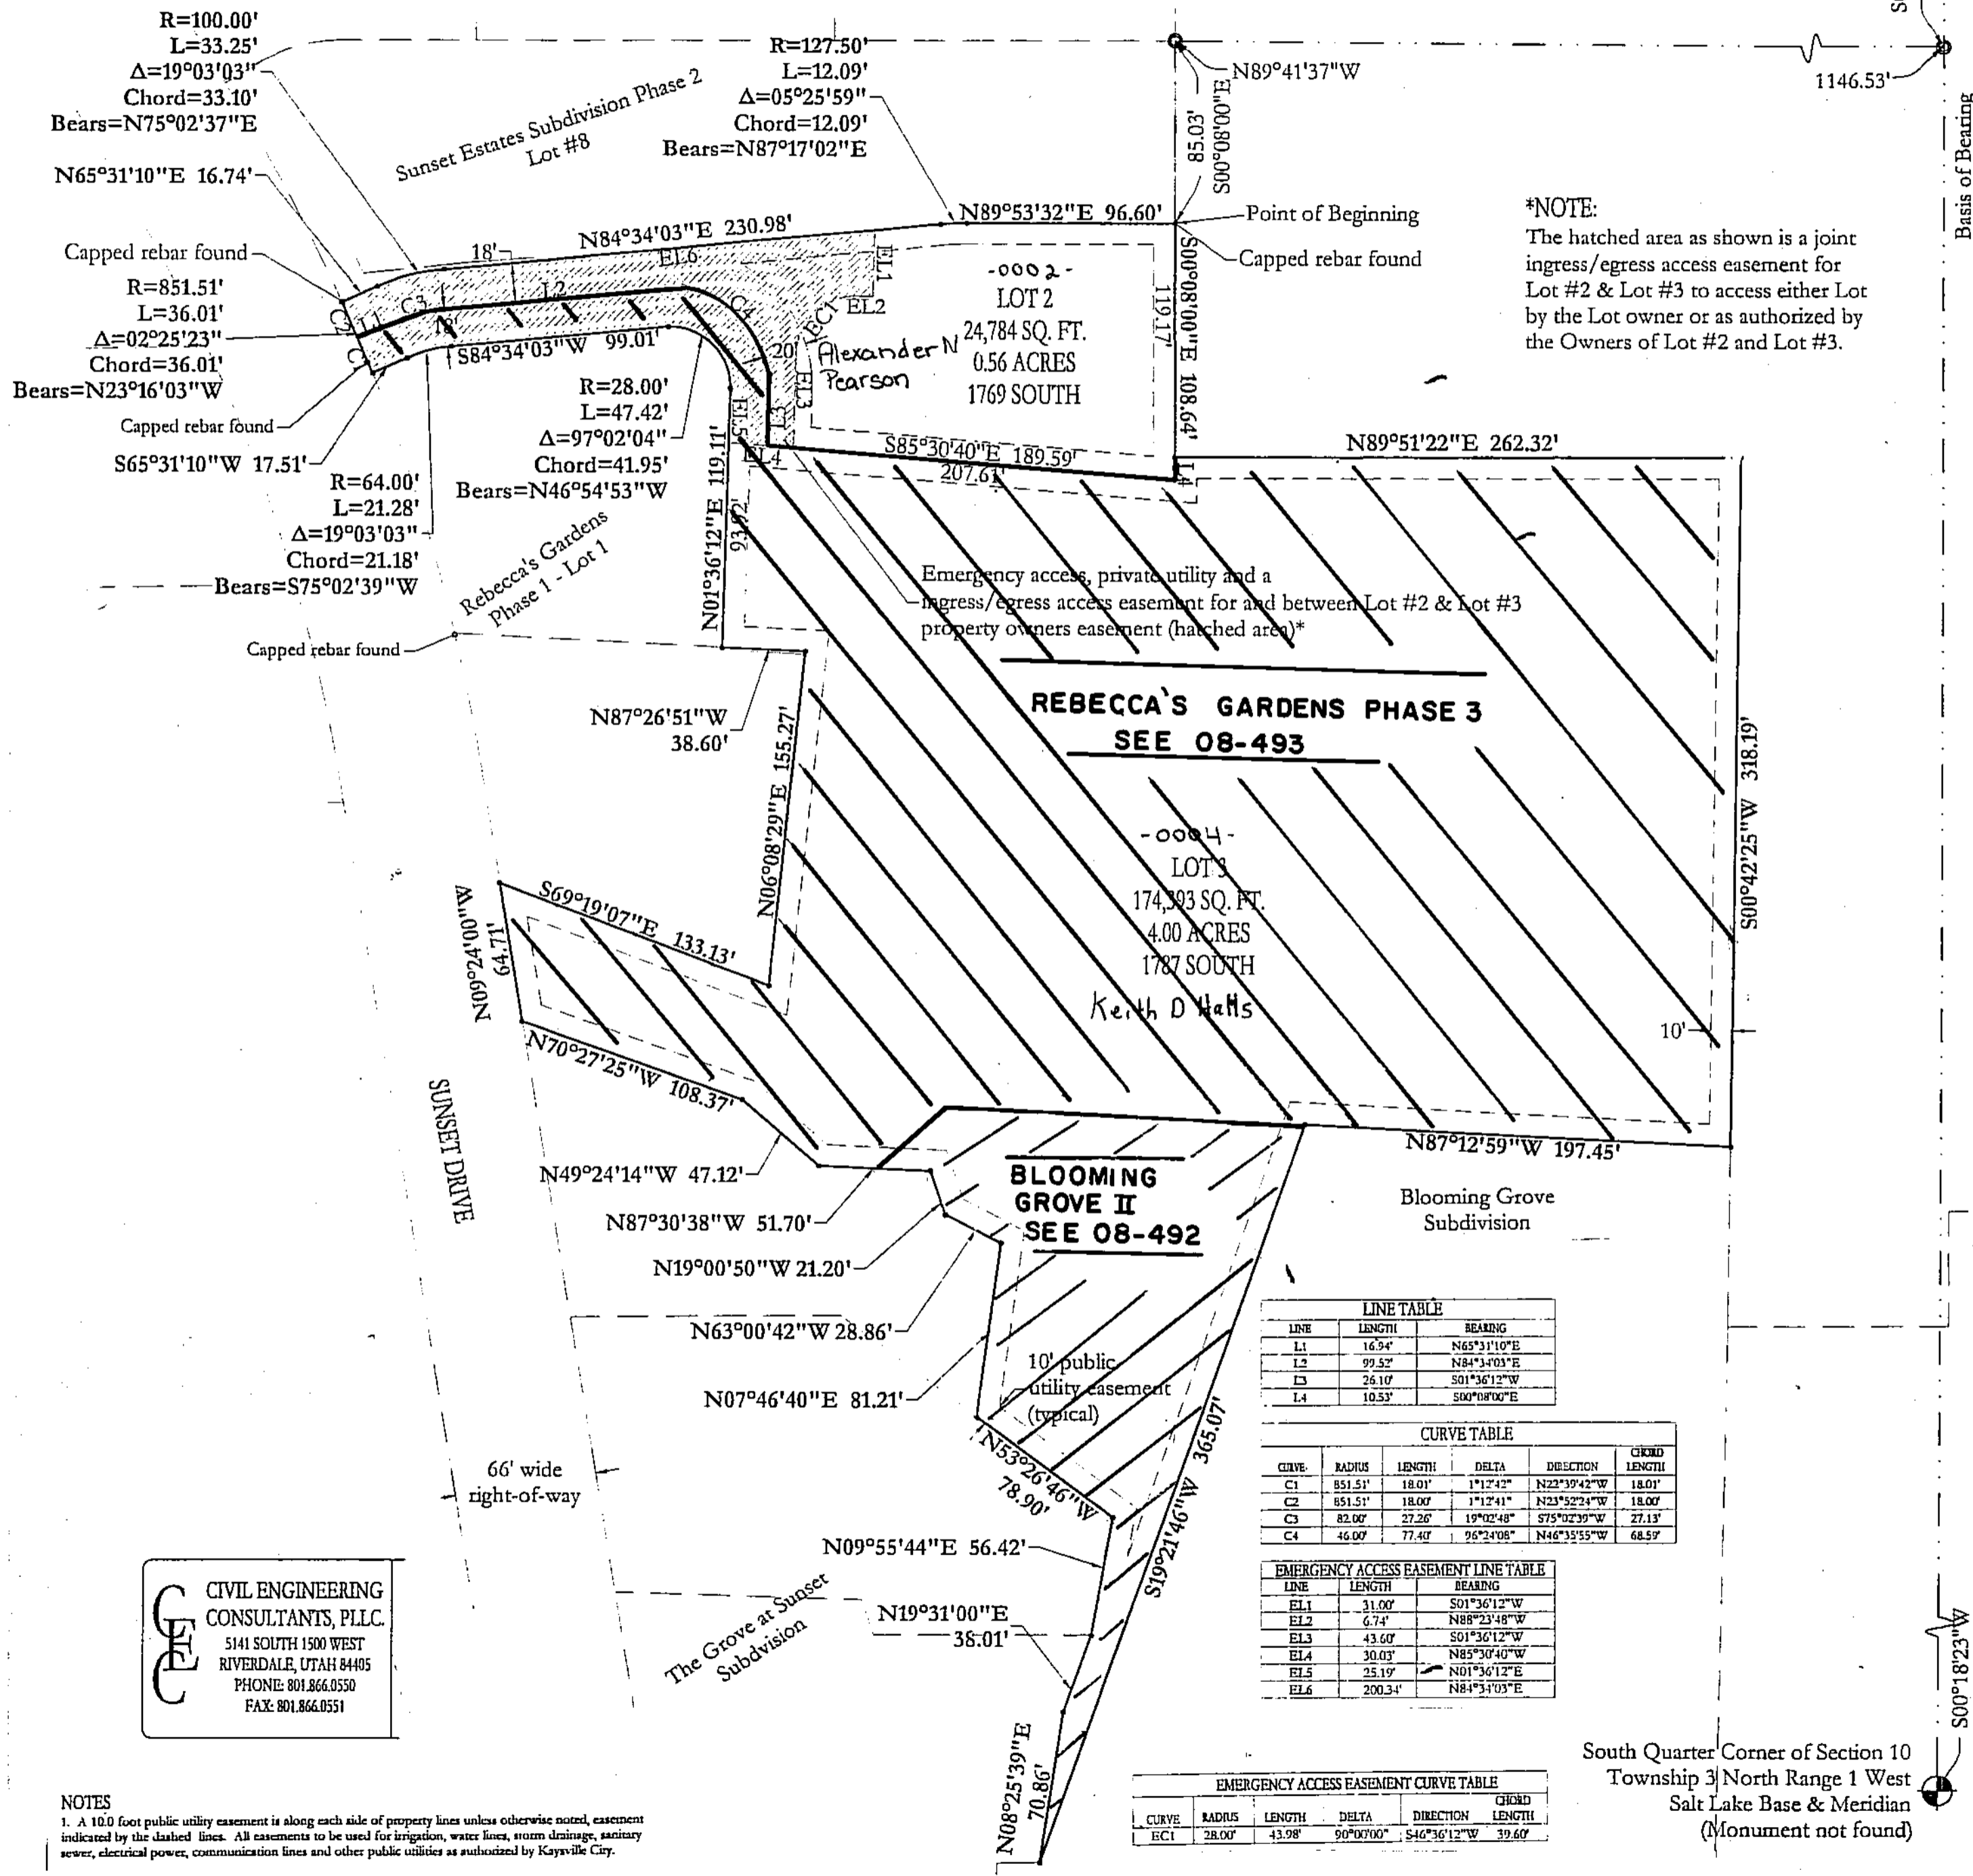 R=100.00'
L=33.25'
Δ=19°03'03"
Chord=33.10'
Bears=N75°02'37"E
N65°31'10"E 16.74'
Capped rebar found
R=851.51'
L=36.01'
Δ=02°25'23"
Chord=36.01'
Bears=N23°16'03"W
Capped rebar found
S65°31'10"W 17.51'
R=64.00'
L=21.28'
Δ=19°03'03"
Chord=21.18'
Bears=S75°02'39"W
Sunset Estates Subdivision Phase 2
Lot #8
R=127.50'
L=12.09'
Δ=05°25'59"
Chord=12.09'
Bears=N87°17'02"E
N89°41'37"W
1146.53'
85.03'
S00°08'00"E
Basis of Bearing
N84°34'03"E 230.98'
N89°53'32"E 96.60'
Point of Beginning
Capped rebar found
*NOTE:
The hatched area as shown is a joint
ingress/egress access easement for
Lot #2 & Lot #3 to access either Lot
by the Lot owner or as authorized by
the Owners of Lot #2 and Lot #3.
18'
EL6
L2
C3
L1
C2
C1
18'
C4
EL1
EL2
EC1
20'
EL3
L3
EL5
EL4
S84°34'03"W 99.01'
-0002-
LOT 2
24,784 SQ. FT.
0.56 ACRES
1769 SOUTH
Alexander N
Pearson
119.17'
S00°08'00"E 108.64'
L4
R=28.00'
L=47.42'
Δ=97°02'04"
Chord=41.95'
Bears=N46°54'53"W
S85°30'40"E 189.59'
207.61'
N89°51'22"E 262.32'
N01°36'12"E 119.11'
93.92'
Rebecca's Gardens
Phase 1 - Lot 1
Capped rebar found
Emergency access, private utility and a
ingress/egress access easement for and between Lot #2 & Lot #3
property owners easement (hatched area)*
REBECCA'S GARDENS PHASE 3
SEE 08-493
N87°26'51"W
38.60'
N06°08'29"E 155.27'
S00°42'25"W 318.19'
-0004-
LOT 3
174,393 SQ. FT.
4.00 ACRES
1787 SOUTH
Keith D Hatts
10'
N09°24'00"W
64.71'
S69°19'07"E 133.13'
N70°27'25"W 108.37'
SUNSET DRIVE
N49°24'14"W 47.12'
N87°30'38"W 51.70'
N19°00'50"W 21.20'
N63°00'42"W 28.86'
N07°46'40"E 81.21'
N87°12'59"W 197.45'
BLOOMING
GROVE II
SEE 08-492
Blooming Grove
Subdivision
10' public
utility easement
(typical)
66' wide
right-of-way
N53°26'46"W
78.90'
S19°21'46"W 365.07'
N09°55'44"E 56.42'
The Grove at Sunset
Subdvision
N19°31'00"E
38.01'
N08°25'39"E
70.86'
LINE TABLE
LINE LENGTH BEARING
L1 16.94' N65°31'10"E
L2 99.52' N84°34'03"E
L3 26.10' S01°36'12"W
L4 10.53' S00°08'00"E
CURVE TABLE
CURVE RADIUS LENGTH DELTA DIRECTION CHORD LENGTH
C1 851.51' 18.01' 1°12'42" N22°39'42"W 18.01'
C2 851.51' 18.00' 1°12'41" N23°52'24"W 18.00'
C3 82.00' 27.26' 19°02'48" S75°02'39"W 27.13'
C4 46.00' 77.40' 96°24'08" N46°35'55"W 68.59'
EMERGENCY ACCESS EASEMENT LINE TABLE
LINE LENGTH BEARING
EL1 31.00' S01°36'12"W
EL2 6.74' N88°23'48"W
EL3 43.60' S01°36'12"W
EL4 30.03' N85°30'40"W
EL5 25.19' N01°36'12"E
EL6 200.34' N84°34'03"E
EMERGENCY ACCESS EASEMENT CURVE TABLE
CURVE RADIUS LENGTH DELTA DIRECTION CHORD LENGTH
EC1 28.00' 43.98' 90°00'00" S46°36'12"W 39.60'
S00°18'23"W
South Quarter Corner of Section 10
Township 3 North Range 1 West
Salt Lake Base & Meridian
(Monument not found)
CEC
CIVIL ENGINEERING
CONSULTANTS, PLLC.
5141 SOUTH 1500 WEST
RIVERDALE, UTAH 84405
PHONE: 801.866.0550
FAX: 801.866.0551
NOTES
1. A 10.0 foot public utility easement is along each side of property lines unless otherwise noted, easement
indicated by the dashed lines. All easements to be used for irrigation, water lines, storm drainage, sanitary
sewer, electrical power, communication lines and other public utilities as authorized by Kaysville City.